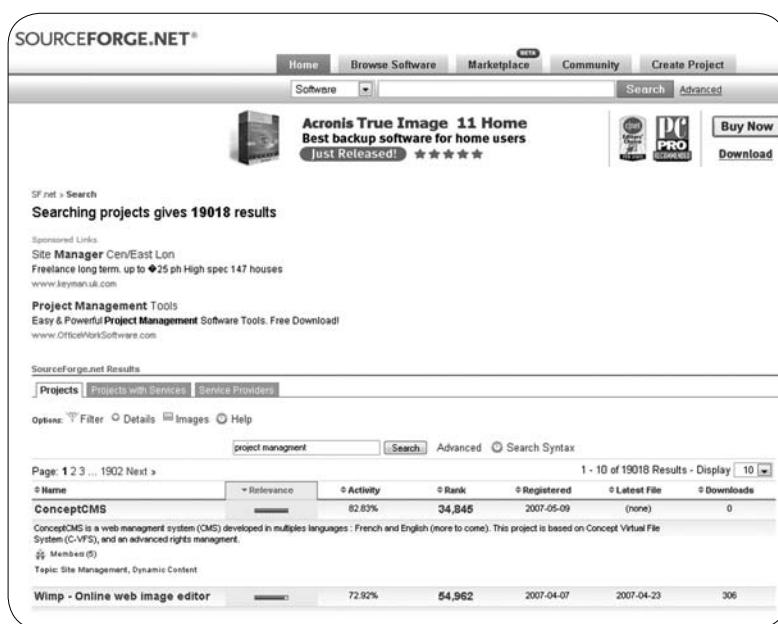 SOURCEFORGE.NET®
Home Browse Software Marketplace BETA Community Create Project
Software Search Advanced
Acronis True Image 11 Home
Best backup software for home users
Just Released!
Buy Now
Download
PC PRO RECOMMENDED
SF.net » Search
Searching projects gives 19018 results
Sponsored Links
Site Manager Cen/East Lon
Freelance long term. up to �25 ph High spec 147 houses
www.keyman.uk.com
Project Management Tools
Easy & Powerful Project Management Software Tools. Free Download!
www.OfficeWorkSoftware.com
SourceForge.net Results
Projects Projects with Services Service Providers
Options: Filter Details Images Help
project managment Search Advanced Search Syntax
Page: 1 2 3 ... 1902 Next » 1 - 10 of 19018 Results - Display 10
Name Relevance Activity Rank Registered Latest File Downloads
ConceptCMS 82.83% 34,845 2007-05-09 (none) 0
ConceptCMS is a web managment system (CMS) developed in multiples languages : French and English (more to come). This project is based on Concept Virtual File
System (C-VFS), and an advanced rights managment.
Members (5)
Topic: Site Management, Dynamic Content
Wimp - Online web image editor 72.92% 54,962 2007-04-07 2007-04-23 306